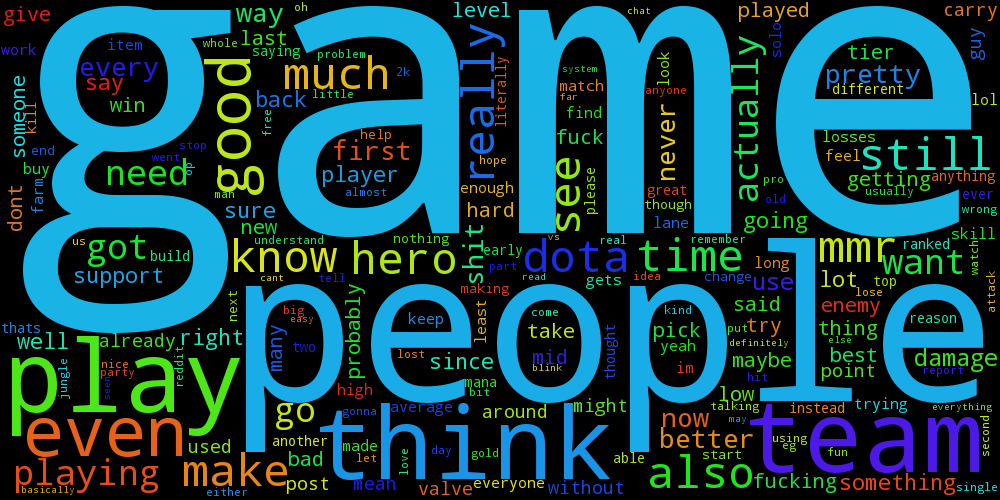 give
way
oh
chat
level
played
carry
work
whole
last
saying
item
every
say
win
much
problem
2k
little
really
literally
system
match
far
find
fuck
look
anyone
never
actually
solo
guy
tier
pretty
different
lol
someone
kill
good
back
free
help
first
player
almost
hope
see
please
great
though
lane
losses
feel
still
getting
anything
usually
end
buy
farm
need
stop
went
op
man
sure
new
enough
hard
pro
old
ever
wrong
going
skill
dont
us
got
build
support
know
understand
hero
nothing
shit
early
vs
real
dota
time
remember
mmr
ranked
want
watch
cant
tell
probably
part
read
gets
idea
change
long
use
lot
top
lose
attack
next
making
game
people
thats
well
already
right
big
easy
many
two
keep
least
come
take
mid
blink
thought
kind
pick
yeah
im
said
put
try
definitely
maybe
enemy
thing
else
best
point
reason
damage
report
play
jungle
nice
party
seen
reddit
lost
since
mana
bit
high
hit
low
talking
may
now
instead
trying
everything
even
used
go
gonna
average
around
might
another
bad
made
let
love
day
gold
think
able
better
start
using
eg
fun
team
second
playing
basically
make
either
post
mean
valve
everyone
without
also
fucking
something
single